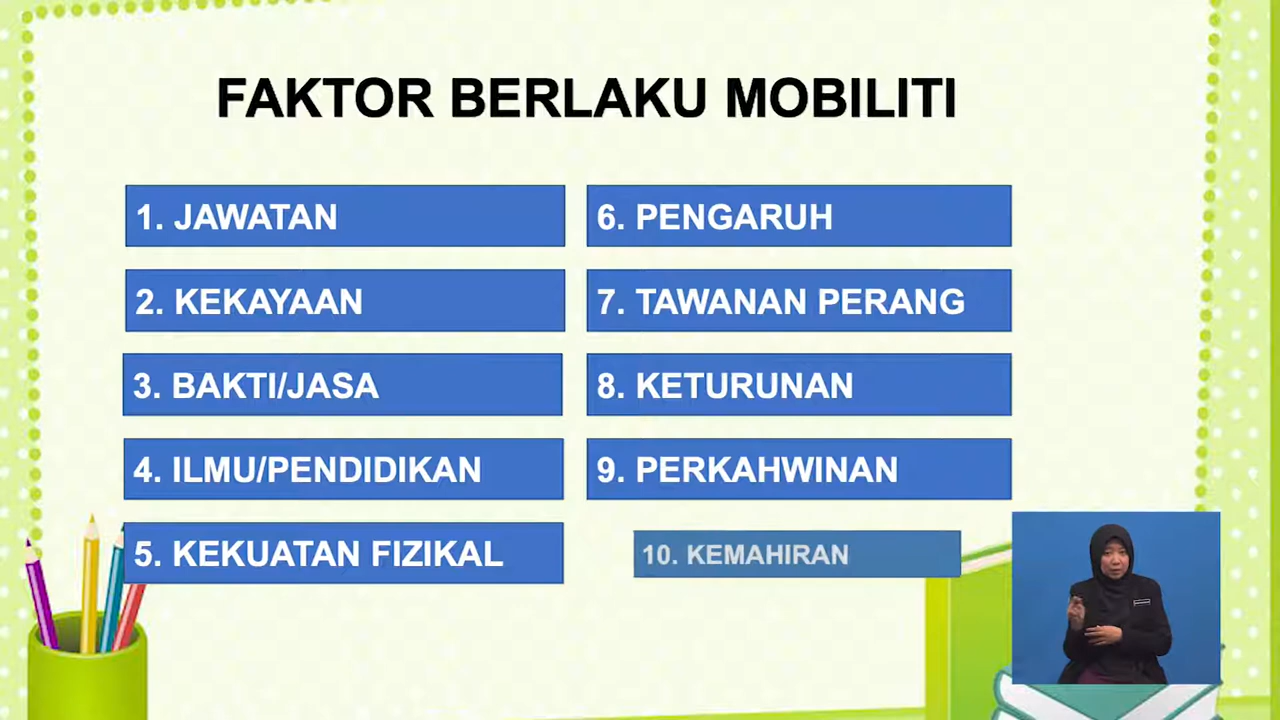 FAKTOR BERLAKU MOBILITI
1. JAWATAN
2. KEKAYAAN
3. BAKTI/JASA
4. ILMU/PENDIDIKAN
5. KEKUATAN FIZIKAL
6. PENGARUH
7. TAWANAN PERANG
8. KETURUNAN
9. PERKAHWINAN
10. KEMAHIRAN